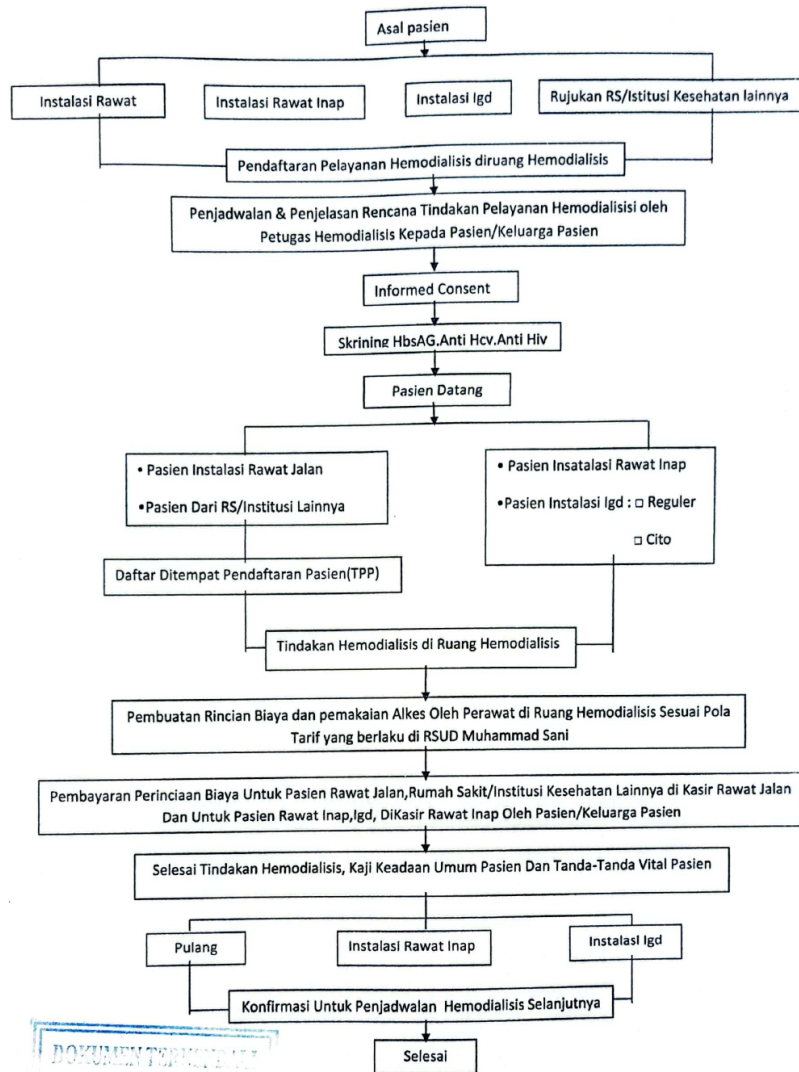 Asal pasien
Instalasi Rawat
Instalasi Rawat Inap
Instalasi Igd
Rujukan RS/Istitusi Kesehatan lainnya
Pendaftaran Pelayanan Hemodialisis diruang Hemodialisis
Penjadwalan & Penjelasan Rencana Tindakan Pelayanan Hemodialisisi oleh
Petugas Hemodialisis Kepada Pasien/Keluarga Pasien
Informed Consent
Skrining HbsAG.Anti Hcv.Anti Hiv
Pasien Datang
• Pasien Instalasi Rawat Jalan
•Pasien Dari RS/Institusi Lainnya
• Pasien Insatalasi Rawat Inap
•Pasien Instalasi Igd : □ Reguler
□ Cito
Daftar Ditempat Pendaftaran Pasien(TPP)
Tindakan Hemodialisis di Ruang Hemodialisis
Pembuatan Rincian Biaya dan pemakaian Alkes Oleh Perawat di Ruang Hemodialisis Sesuai Pola
Tarif yang berlaku di RSUD Muhammad Sani
Pembayaran Perinciaan Biaya Untuk Pasien Rawat Jalan,Rumah Sakit/Institusi Kesehatan Lainnya di Kasir Rawat Jalan
Dan Untuk Pasien Rawat Inap,Igd, DiKasir Rawat Inap Oleh Pasien/Keluarga Pasien
Selesai Tindakan Hemodialisis, Kaji Keadaan Umum Pasien Dan Tanda-Tanda Vital Pasien
Pulang
Instalasi Rawat Inap
Instalasi Igd
Konfirmasi Untuk Penjadwalan Hemodialisis Selanjutnya
Selesai
DOKUMEN